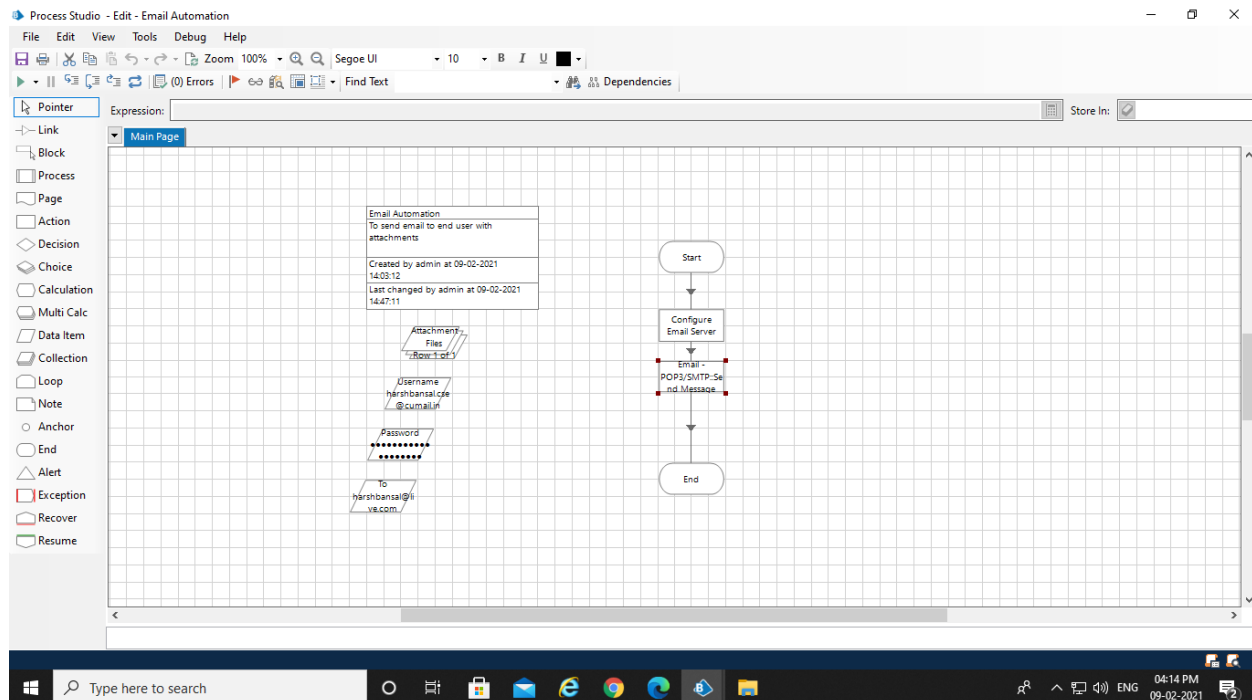 Process Studio - Edit - Email Automation
File Edit View Tools Debug Help
Zoom 100% Segoe UI 10 B I U
(0) Errors Find Text Dependencies
Pointer
Expression: Store In:
Link
Main Page
Block
Process
Page
Action
Decision
Choice
Calculation
Multi Calc
Data Item
Collection
Loop
Note
Anchor
End
Alert
Exception
Recover
Resume
Email Automation
To send email to end user with
attachments
Created by admin at 09-02-2021
14:03:12
Last changed by admin at 09-02-2021
14:47:11
Attachment
Files
Row 1 of 1
Username
harshbansal.cse
@cumail.in
Password
●●●●●●●●●●●
●●●●●●●●
To
harshbansal@li
ve.com
Start
Configure
Email Server
Email -
POP3/SMTP::Se
nd Message
End
Type here to search
ENG
04:14 PM
09-02-2021
2